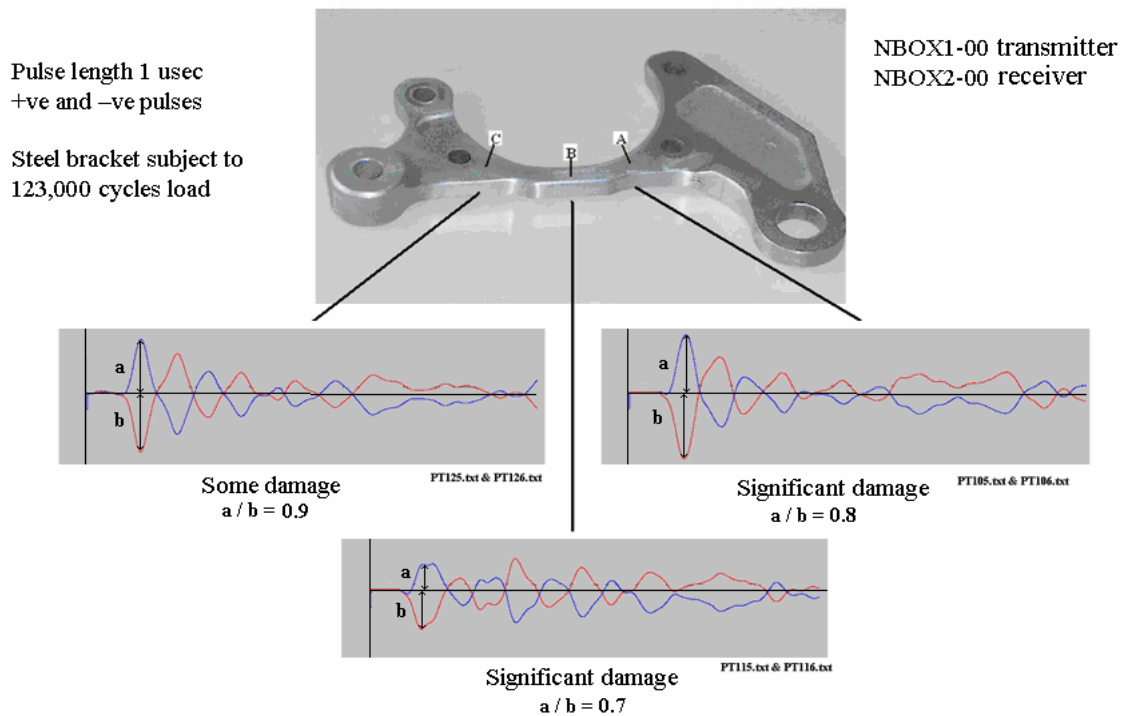 Pulse length 1 usec
+ve and –ve pulses
Steel bracket subject to
123,000 cycles load
NBOX1-00 transmitter
NBOX2-00 receiver
C
B
A
a
b
PT125.txt & PT126.txt
Some damage
a / b = 0.9
a
b
PT105.txt & PT106.txt
Significant damage
a / b = 0.8
a
b
PT115.txt & PT116.txt
Significant damage
a / b = 0.7